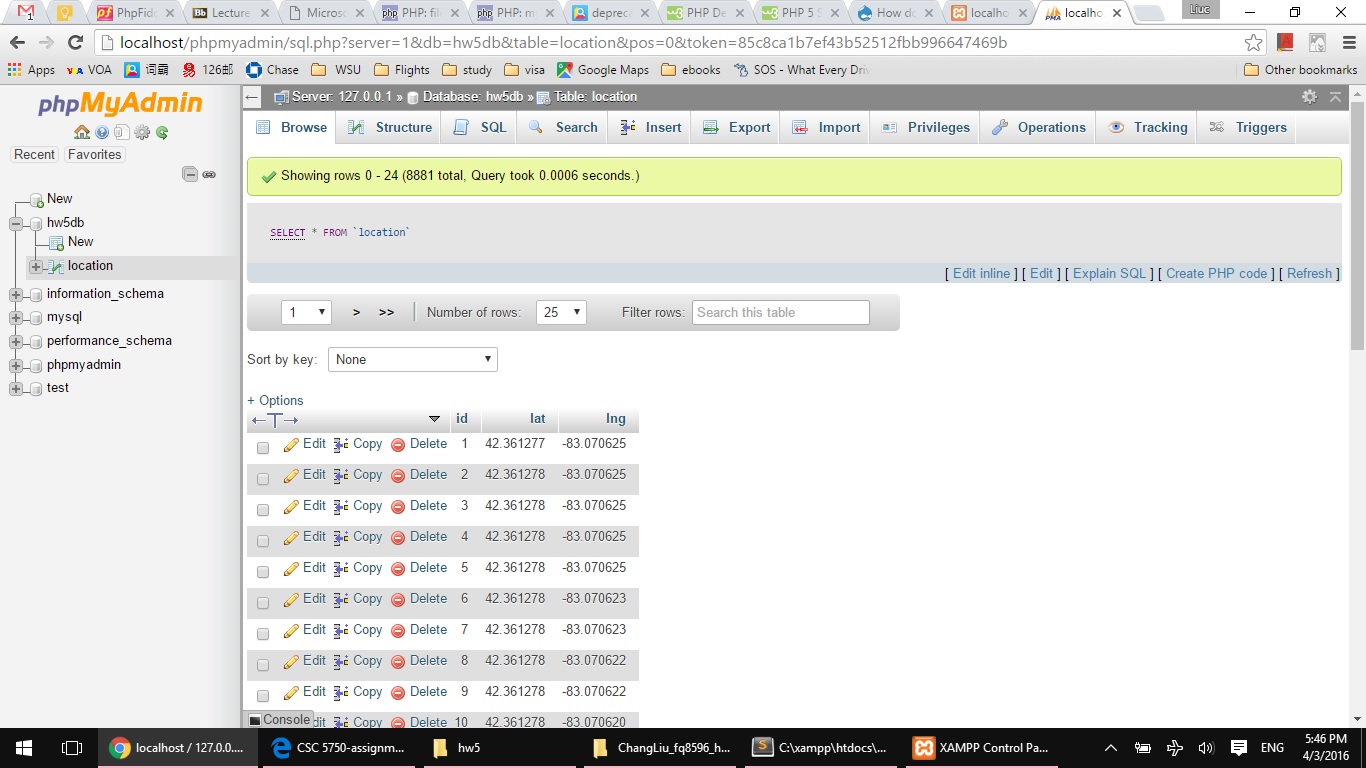 1
PhpFid
Lecture
Microsc
PHP: file
PHP: m
depreca
PHP De
PHP 5 S
How do
localho
localho
Liuc
localhost/phpmyadmin/sql.php?server=1&db=hw5db&table=location&pos=0&token=85c8ca1b7ef43b52512fbb996647469b
Apps VOA 词霸 126邮 Chase WSU Flights study visa Google Maps ebooks SOS - What Every Driv Other bookmarks
phpMyAdmin
Recent Favorites
New
hw5db
New
location
information_schema
mysql
performance_schema
phpmyadmin
test
Server: 127.0.0.1 » Database: hw5db » Table: location
Browse Structure SQL Search Insert Export Import Privileges Operations Tracking Triggers
Showing rows 0 - 24 (8881 total, Query took 0.0006 seconds.)
SELECT * FROM `location`
[ Edit inline ] [ Edit ] [ Explain SQL ] [ Create PHP code ] [ Refresh ]
1 > >> Number of rows: 25 Filter rows: Search this table
Sort by key: None
+ Options
←T→ id lat lng
Edit Copy Delete 1 42.361277 -83.070625
Edit Copy Delete 2 42.361278 -83.070625
Edit Copy Delete 3 42.361278 -83.070625
Edit Copy Delete 4 42.361278 -83.070625
Edit Copy Delete 5 42.361278 -83.070625
Edit Copy Delete 6 42.361278 -83.070623
Edit Copy Delete 7 42.361278 -83.070623
Edit Copy Delete 8 42.361278 -83.070622
Edit Copy Delete 9 42.361278 -83.070622
Edit Copy Delete 10 42.361278 -83.070620
Console
localhost / 127.0.0.... CSC 5750-assignm... hw5 ChangLiu_fq8596_h... C:\xampp\htdocs\... XAMPP Control Pa... ENG 5:46 PM
4/3/2016